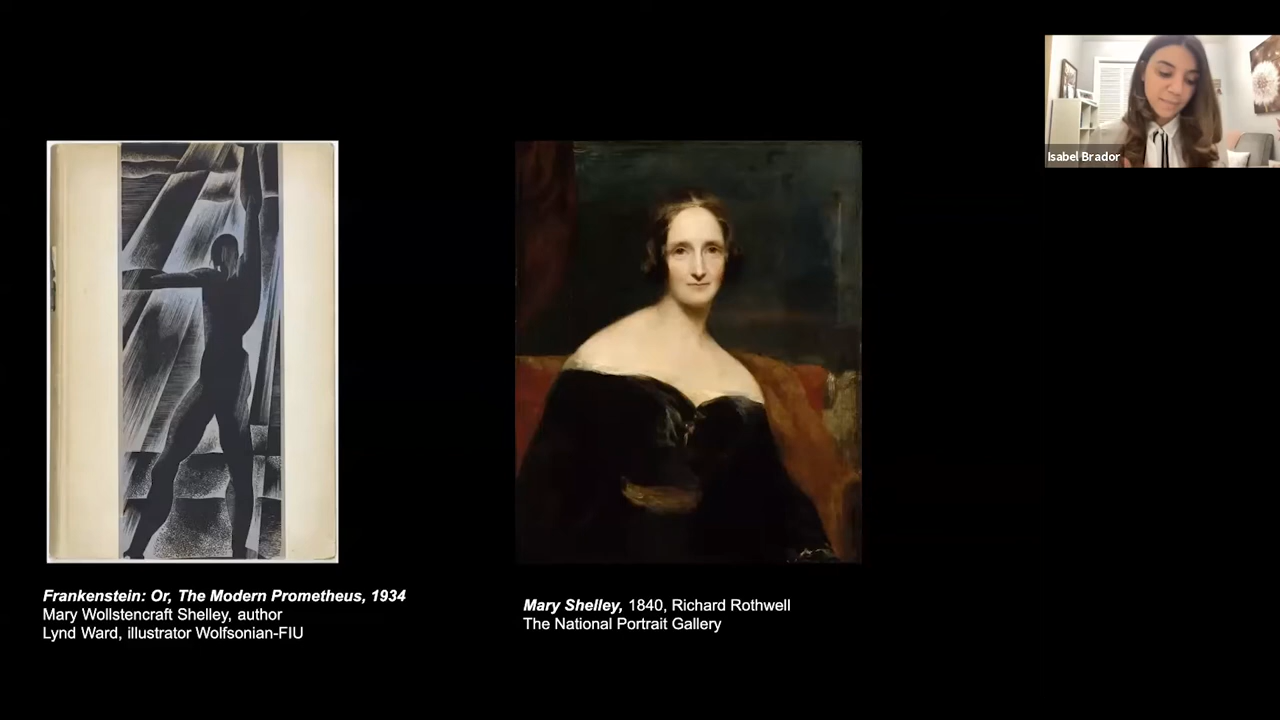 Isabel Brador
Frankenstein: Or, The Modern Prometheus, 1934
Mary Wollstencraft Shelley, author
Lynd Ward, illustrator Wolfsonian-FIU
Mary Shelley, 1840, Richard Rothwell
The National Portrait Gallery